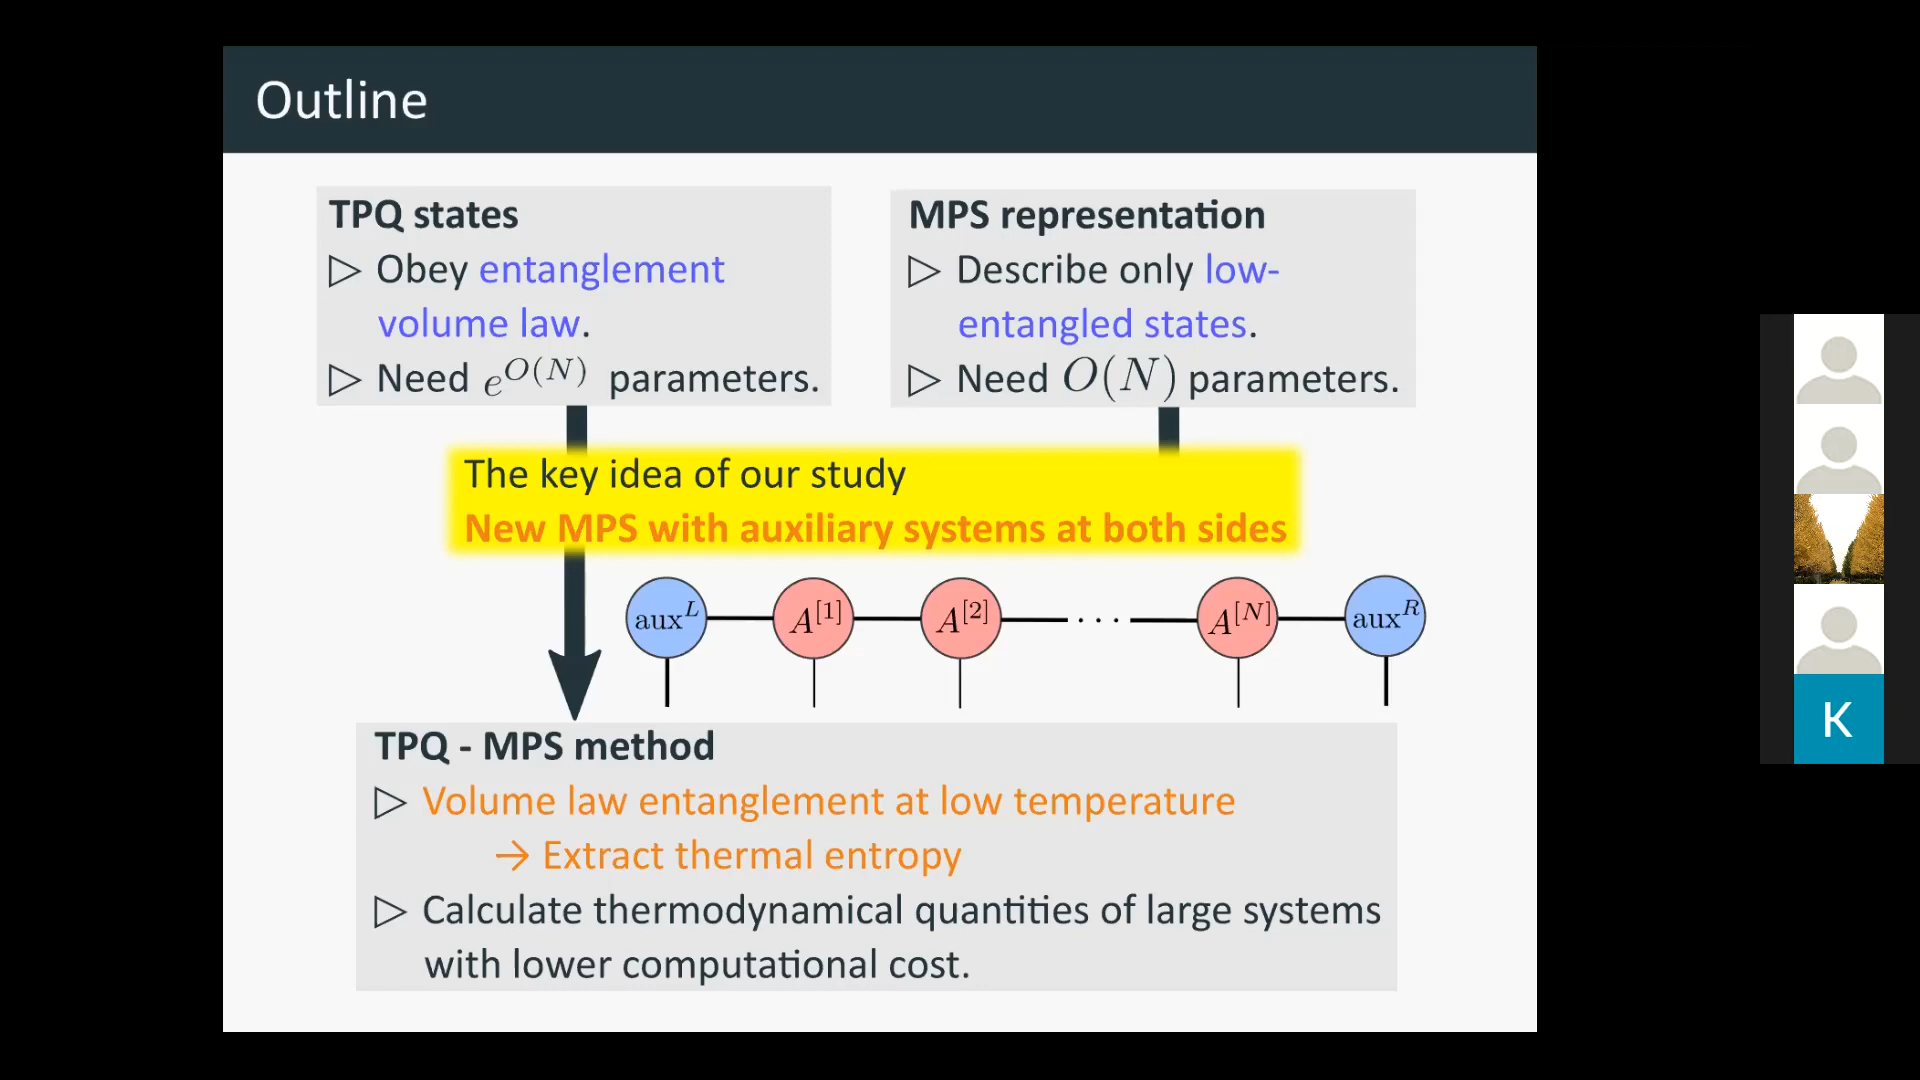 Outline
TPQ states
▷ Obey entanglement
volume law.
▷ Need e^{O(N)} parameters.
MPS representation
▷ Describe only low-
entangled states.
▷ Need O(N) parameters.
The key idea of our study
New MPS with auxiliary systems at both sides
aux^L A^{[1]} A^{[2]} ... A^{[N]} aux^R
TPQ - MPS method
▷ Volume law entanglement at low temperature
→ Extract thermal entropy
▷ Calculate thermodynamical quantities of large systems
with lower computational cost.
K